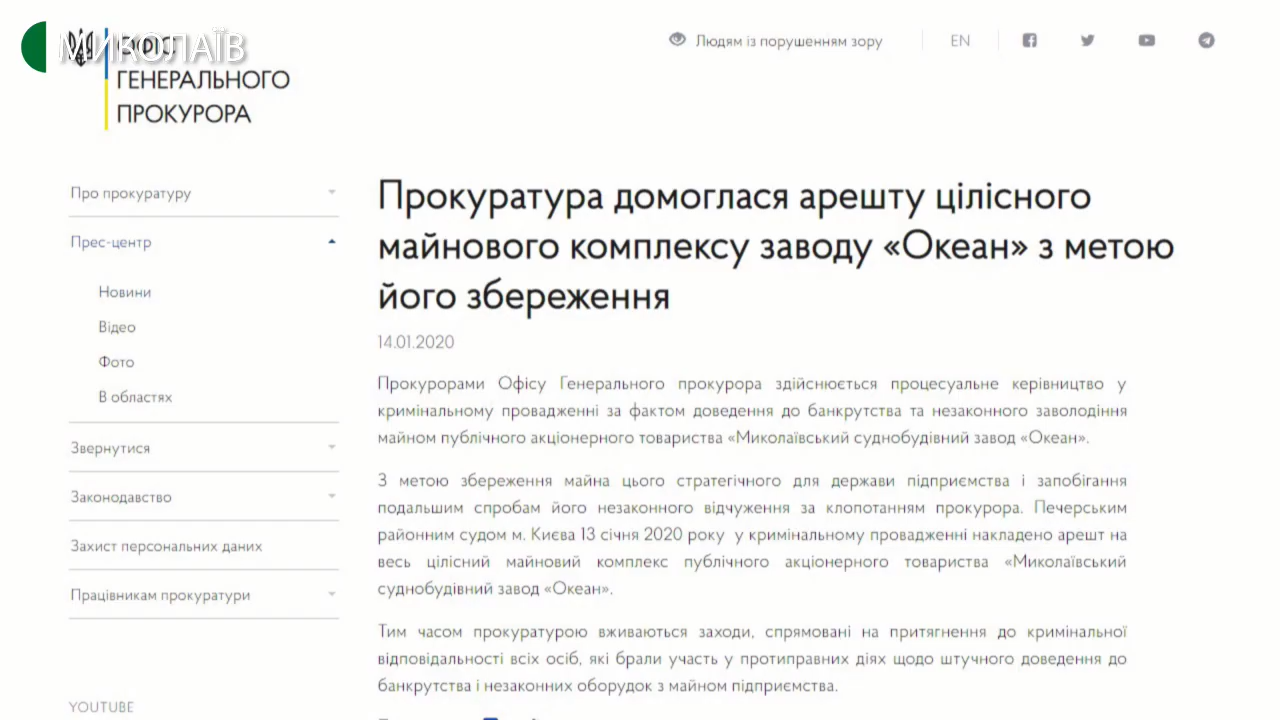 МИКОЛАЇВ
ОФІС
ГЕНЕРАЛЬНОГО
ПРОКУРОРА
Людям із порушенням зору
EN
Про прокуратуру
Прес-центр
Новини
Відео
Фото
В областях
Звернутися
Законодавство
Захист персональних даних
Працівникам прокуратури
YOUTUBE
Прокуратура домоглася арешту цілісного
майнового комплексу заводу «Океан» з метою
його збереження
14.01.2020
Прокурорами Офісу Генерального прокурора здійснюється процесуальне керівництво у
кримінальному провадженні за фактом доведення до банкрутства та незаконного заволодіння
майном публічного акціонерного товариства «Миколаївський суднобудівний завод «Океан».
З метою збереження майна цього стратегічного для держави підприємства і запобігання
подальшим спробам його незаконного відчуження за клопотанням прокурора. Печерським
районним судом м. Києва 13 січня 2020 року у кримінальному провадженні накладено арешт на
весь цілісний майновий комплекс публічного акціонерного товариства «Миколаївський
суднобудівний завод «Океан».
Тим часом прокуратурою вживаються заходи, спрямовані на притягнення до кримінальної
відповідальності всіх осіб, які брали участь у протиправних діях щодо штучного доведення до
банкрутства і незаконних оборудок з майном підприємства.